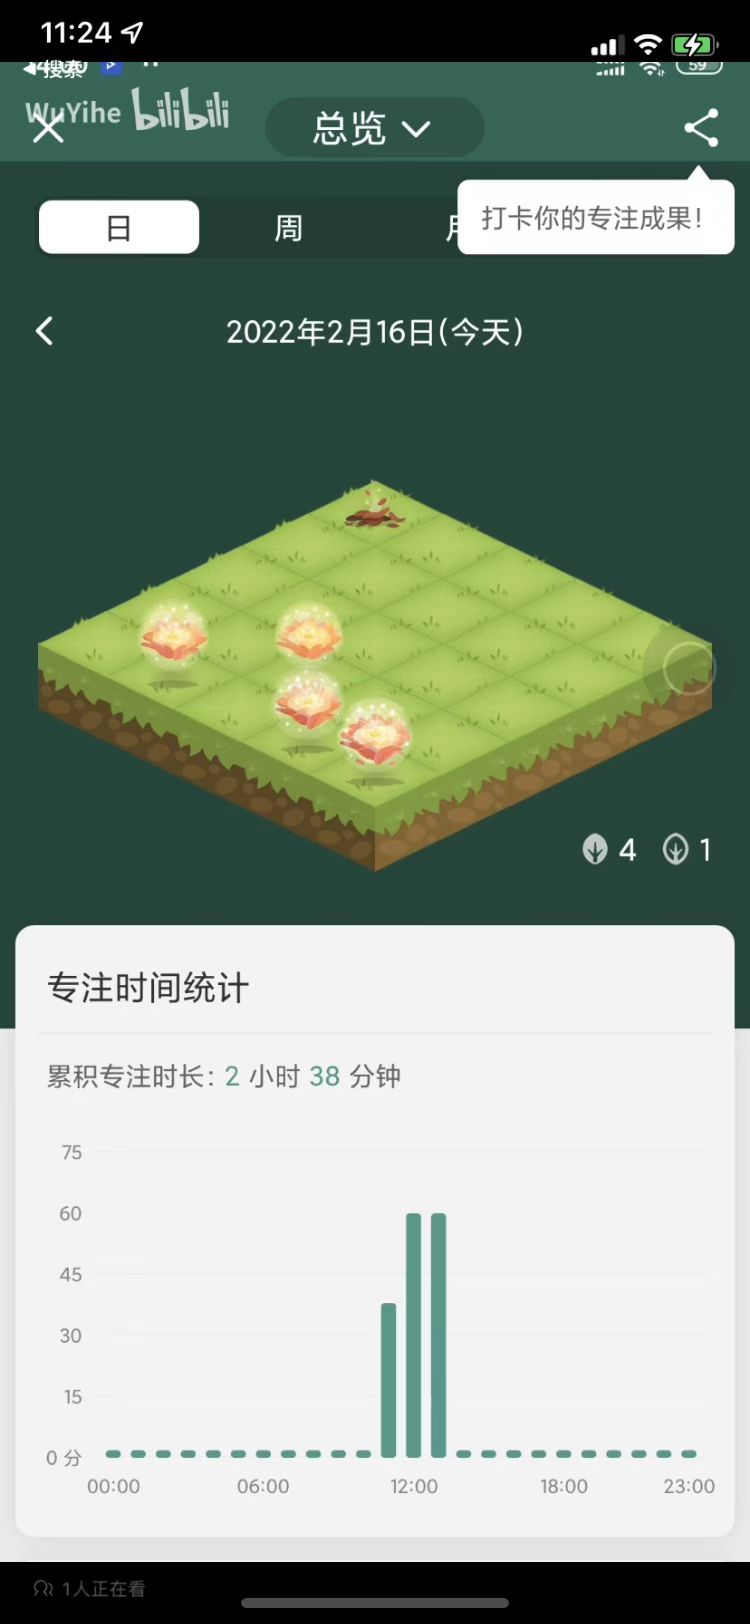 11:24
搜索
59
WuYihe bilibili
总览
打卡你的专注成果!
日 周
2022年2月16日(今天)
4 1
专注时间统计
累积专注时长: 2 小时 38 分钟
75
60
45
30
15
0 分
00:00 06:00 12:00 18:00 23:00
1人正在看